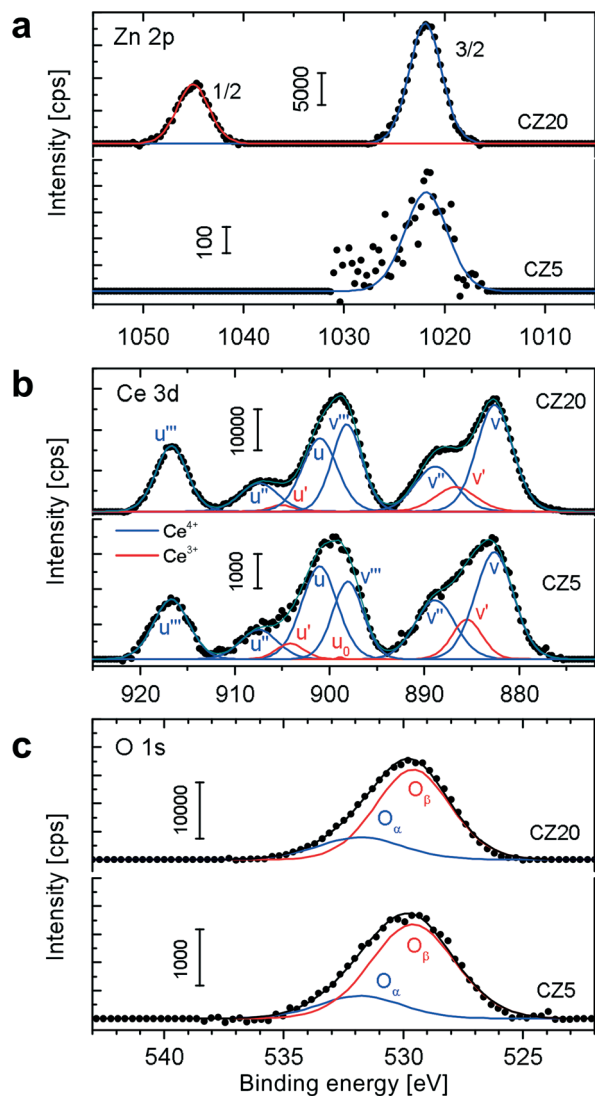 a
Zn 2p
1/2
5000
3/2
CZ20
Intensity [cps]
100
CZ5
1050 1040 1030 1020 1010
b
Ce 3d
CZ20
10000
u''' u'' u' u v''' v'' v' v
Intensity [cps]
Ce4+
Ce3+
1000
CZ5
u''' u'' u' u u0 v''' v'' v' v
920 910 900 890 880
c
O 1s
10000
Oβ
Oα
CZ20
Intensity [cps]
1000
Oβ
Oα
CZ5
540 535 530 525
Binding energy [eV]